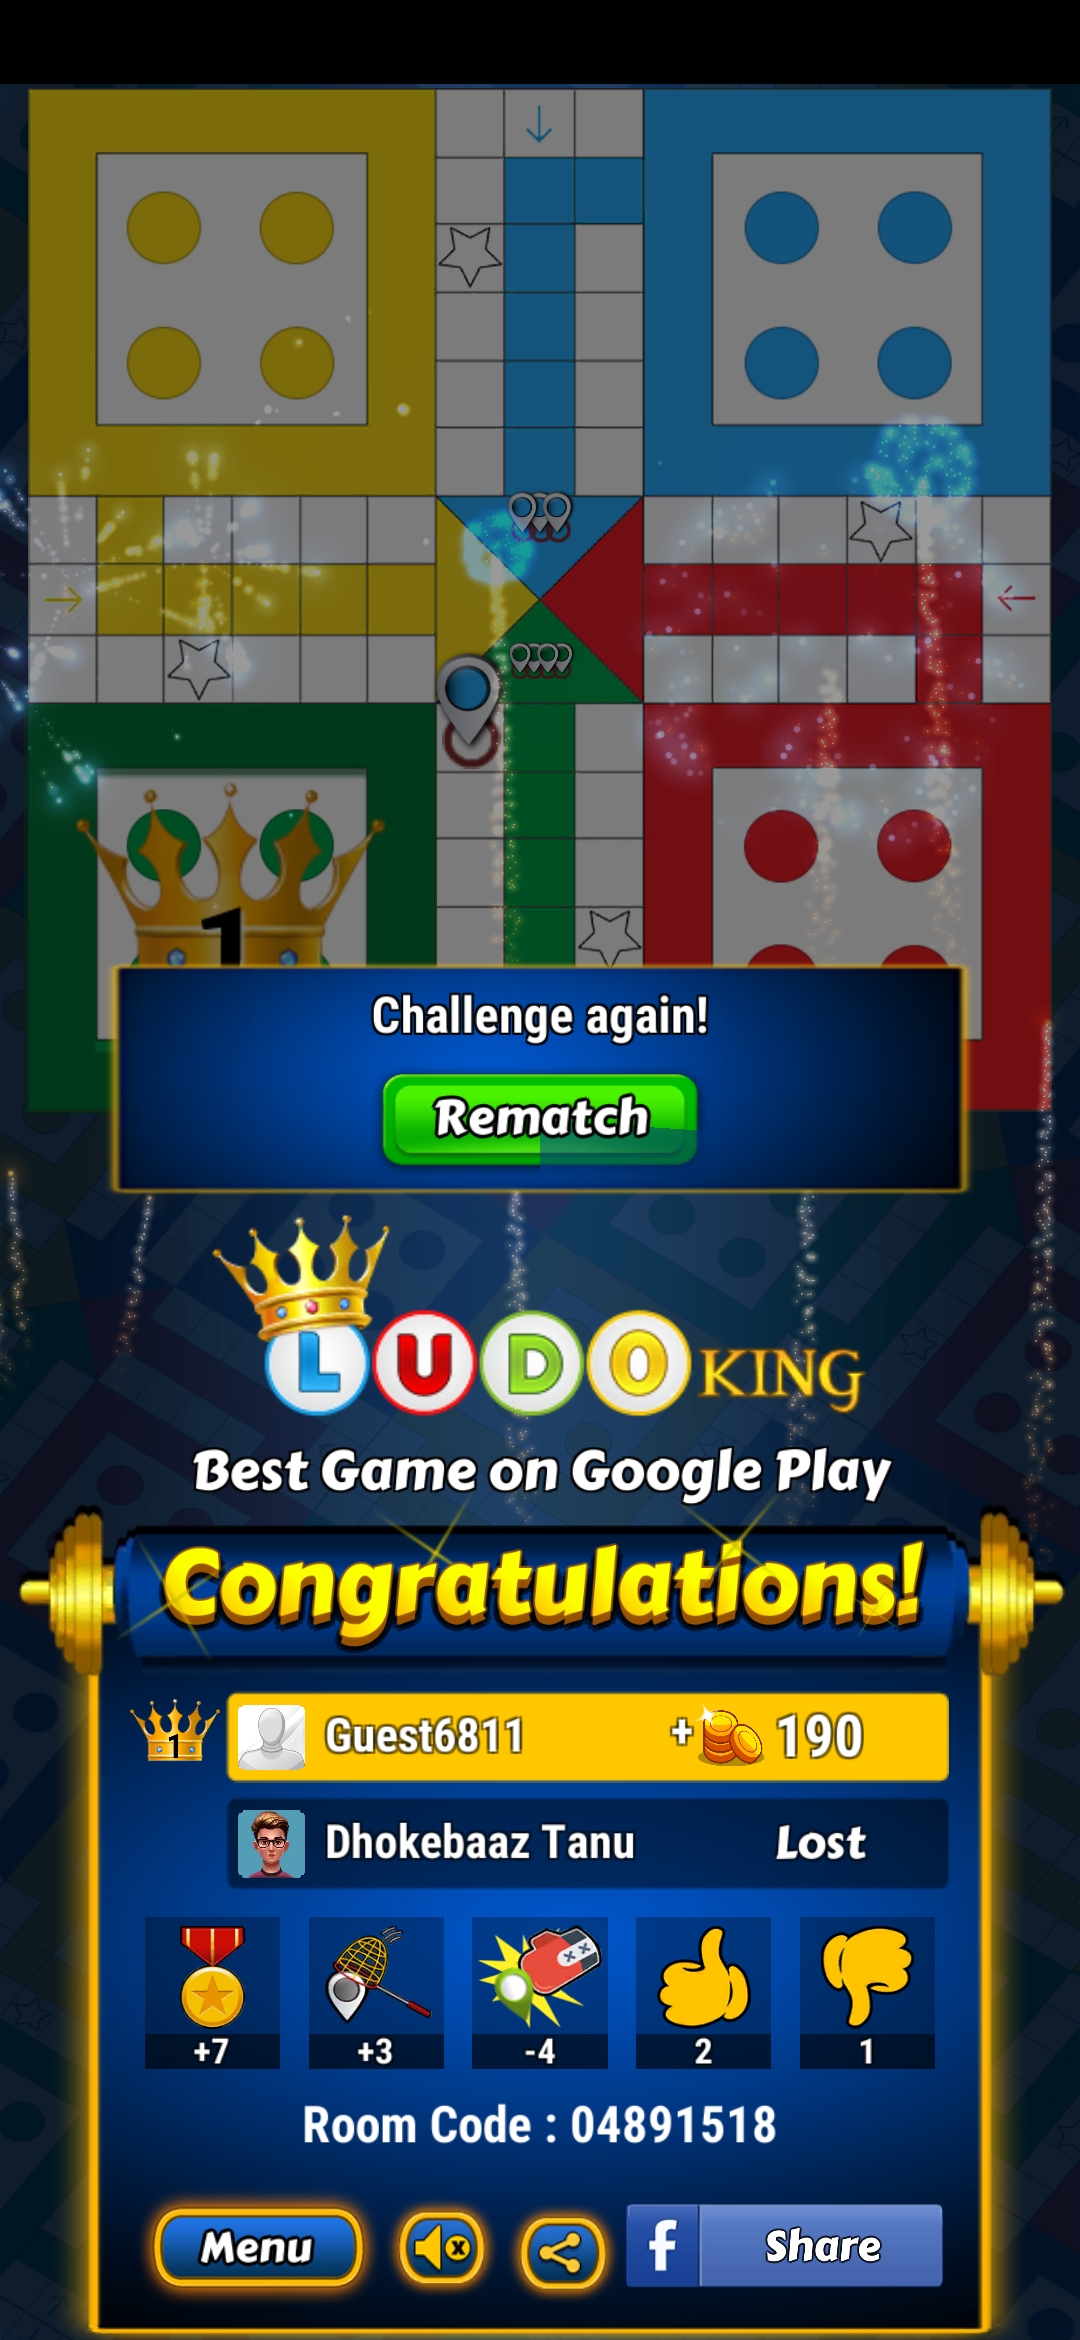 1
Challenge again!
Rematch
LUDO KING
Best Game on Google Play
Congratulations!
1 Guest6811 + 190
Dhokebaaz Tanu Lost
+7 +3 -4 2 1
Room Code : 04891518
Menu x f Share